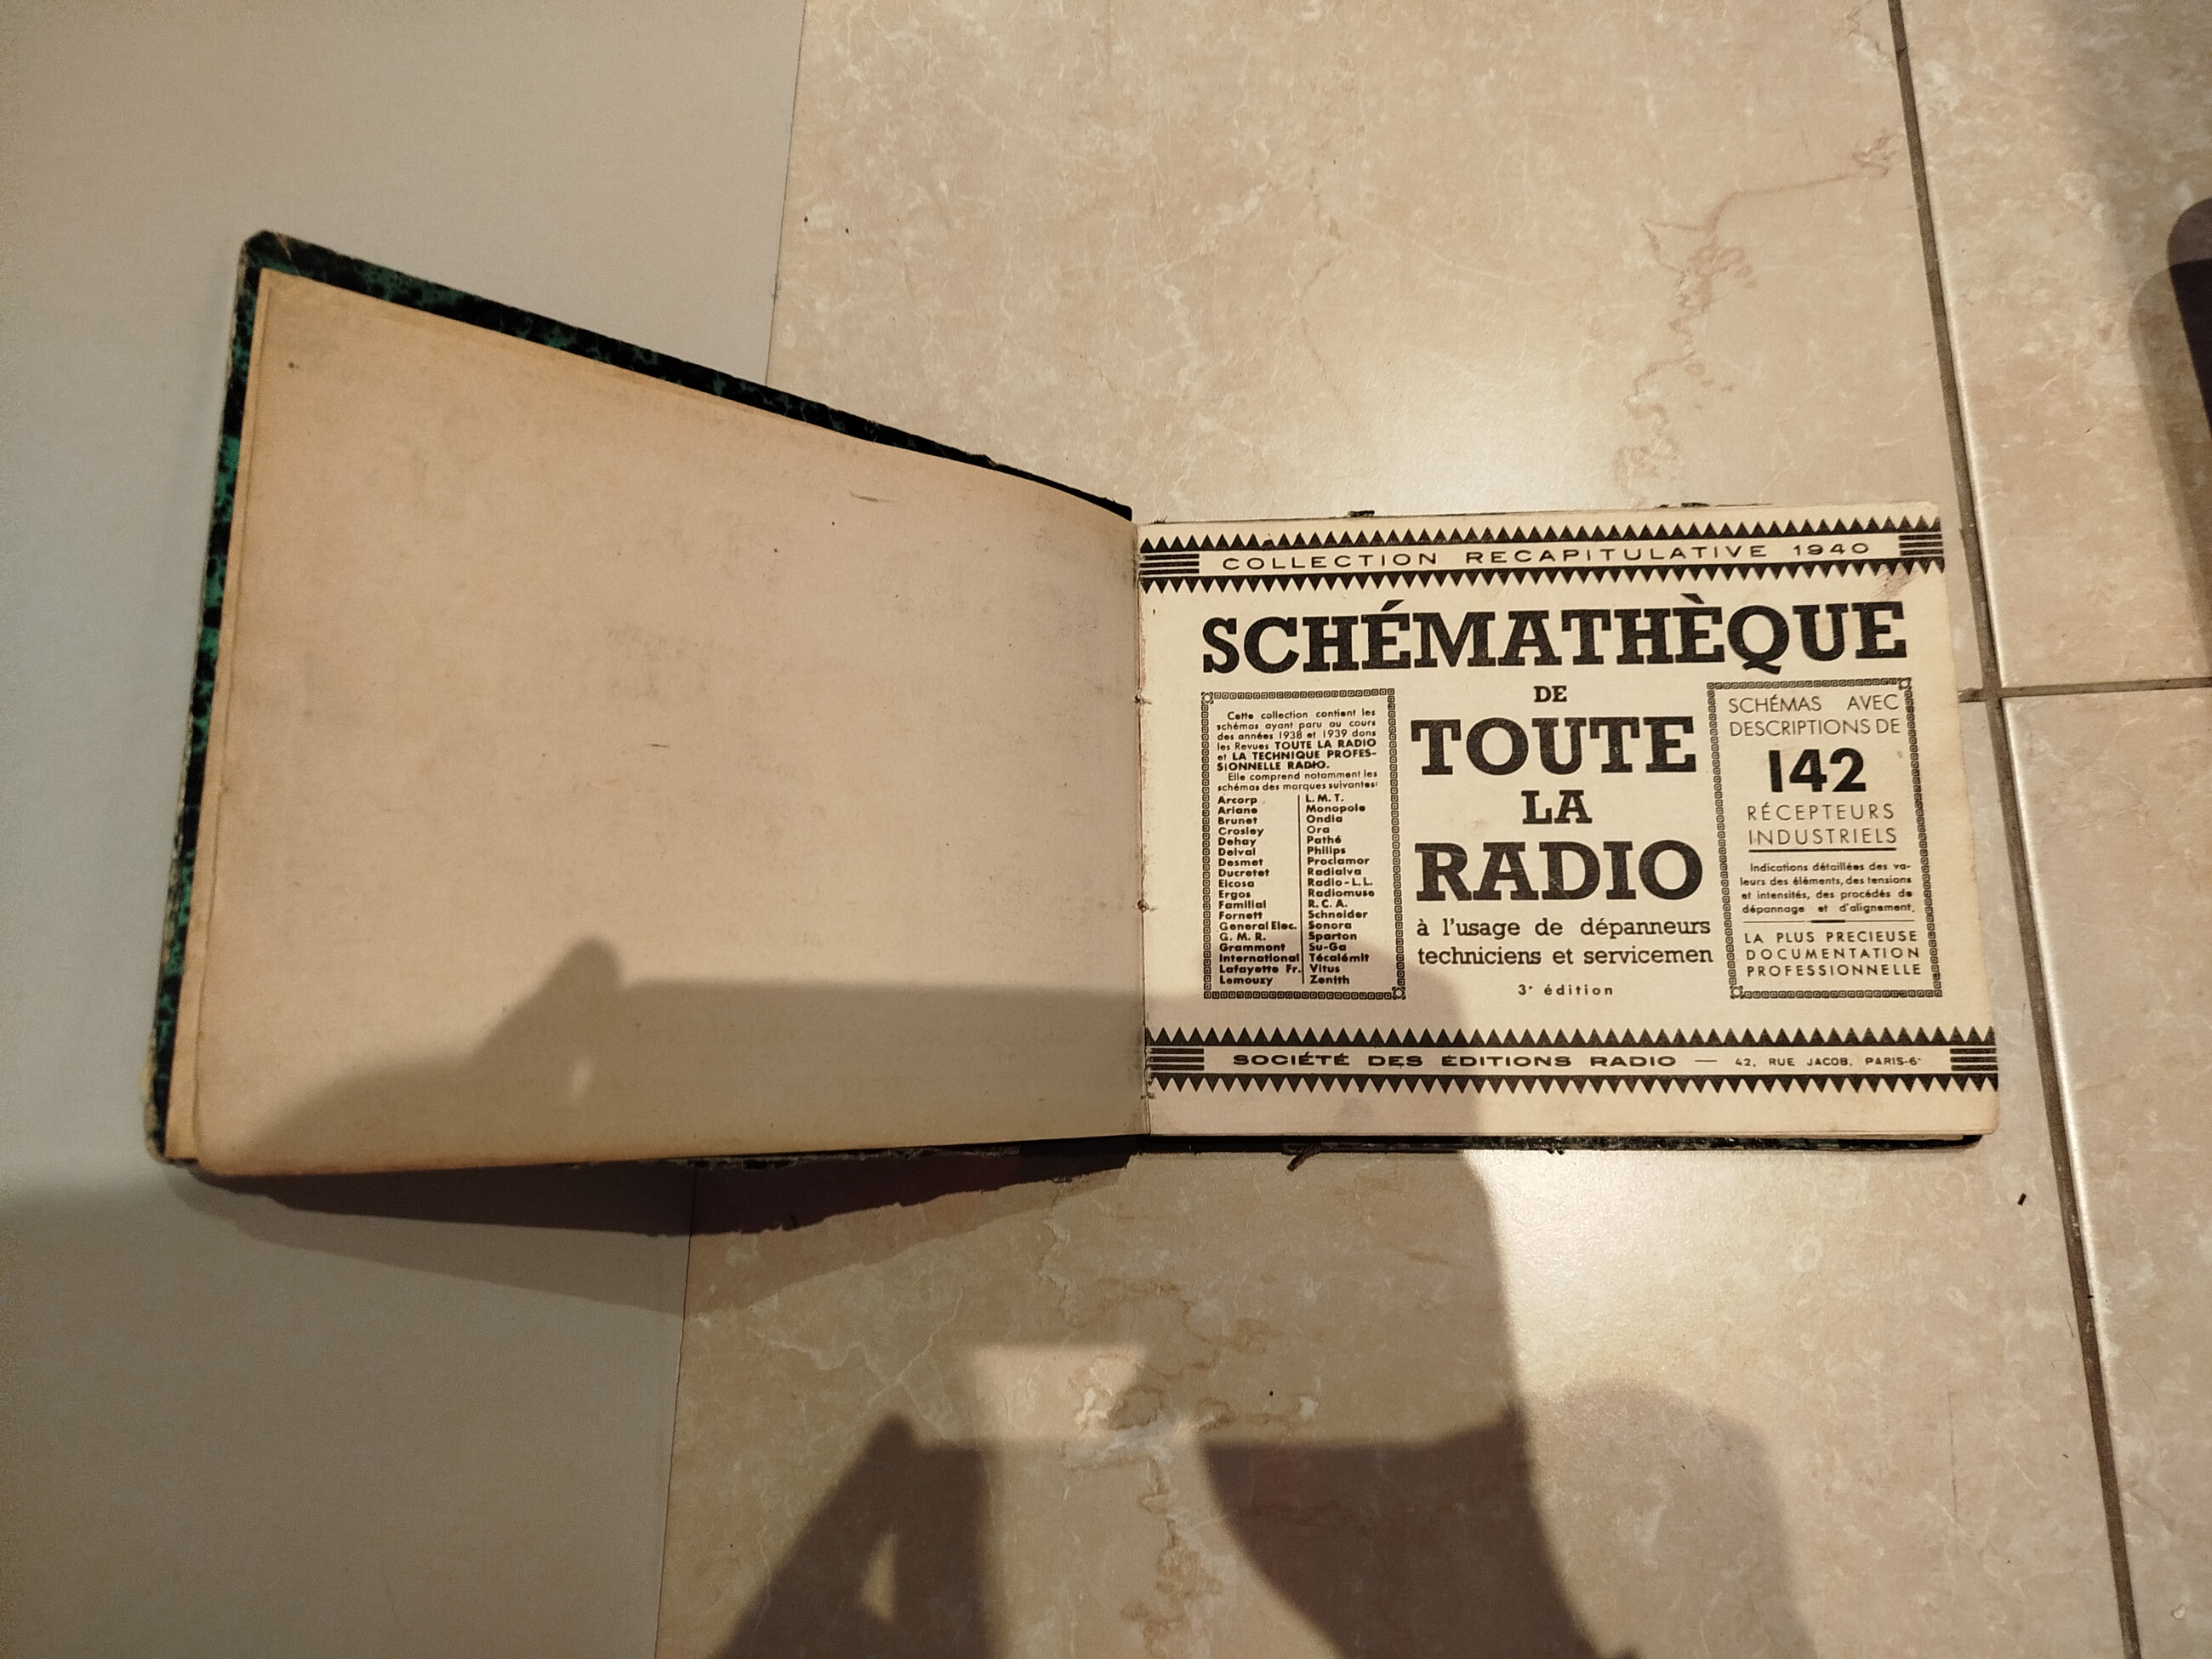 COLLECTION RECAPITULATIVE 1940
SCHÉMATHÈQUE
DE
TOUTE
LA
RADIO
à l'usage de dépanneurs
techniciens et servicemen
3e édition
Cette collection contient les
schémas ayant paru au cours
des années 1938 et 1939 dans
les Revues TOUTE LA RADIO
et LA TECHNIQUE PROFES-
SIONNELLE RADIO.
Elle comprend notamment les
schémas des marques suivantes:
Arcorp
Ariane
Brunet
Crosley
Dehay
Delval
Desmet
Ducretet
Elcosa
Ergos
Familial
Fornett
General Elec.
G. M. R.
Grammont
International
Lafayette Fr.
Lemouzy
L. M. T.
Monopole
Ondia
Ora
Pathé
Philips
Proclamor
Radialva
Radio-L.L.
Radiomuse
R. C. A.
Schneider
Sonora
Sparton
Su-Ga
Técalémit
Vitus
Zenith
SCHÉMAS AVEC
DESCRIPTIONS DE
142
RÉCEPTEURS
INDUSTRIELS
Indications détaillées des va-
leurs des éléments, des tensions
et intensités, des procédés de
dépannage et d'alignement,
LA PLUS PRECIEUSE
DOCUMENTATION
PROFESSIONNELLE
SOCIÉTÉ DES ÉDITIONS RADIO — 42, RUE JACOB, PARIS-6e